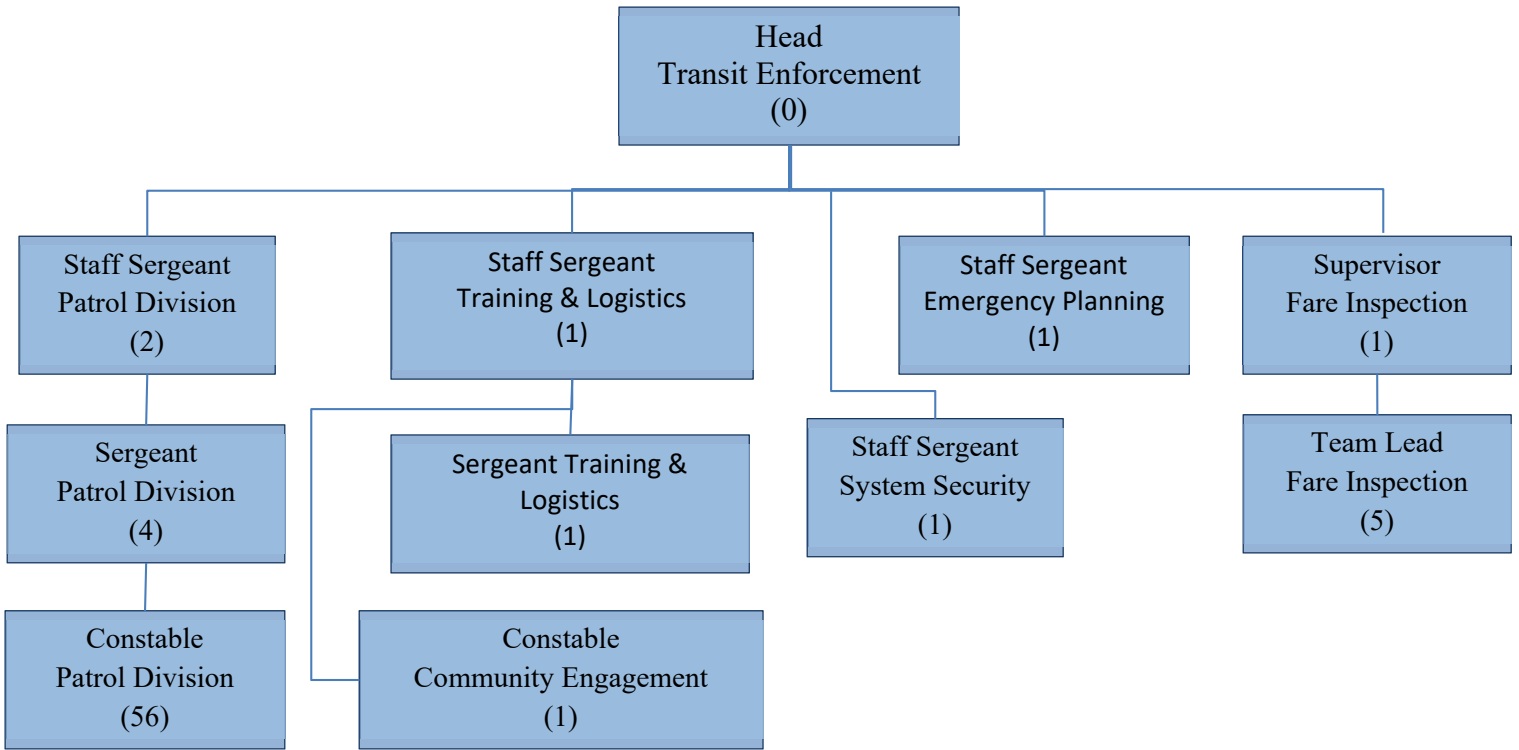 Head
Transit Enforcement
(0)
Staff Sergeant
Patrol Division
(2)
Staff Sergeant
Training & Logistics
(1)
Staff Sergeant
Emergency Planning
(1)
Supervisor
Fare Inspection
(1)
Sergeant
Patrol Division
(4)
Sergeant Training &
Logistics
(1)
Staff Sergeant
System Security
(1)
Team Lead
Fare Inspection
(5)
Constable
Patrol Division
(56)
Constable
Community Engagement
(1)